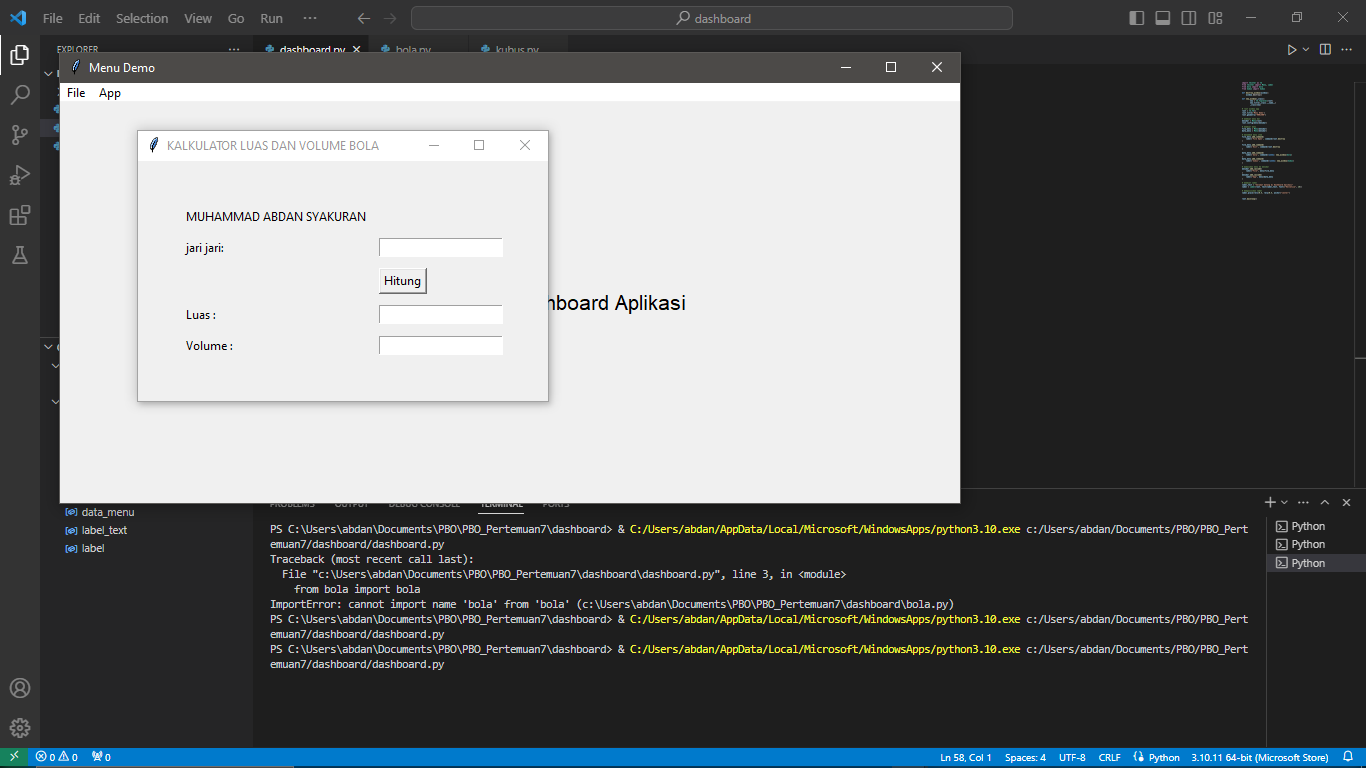 File Edit Selection View Go Run ··· dashboard
EXPLORER ··· dashboard.py bola.py kubus.py
Menu Demo
File App
KALKULATOR LUAS DAN VOLUME BOLA
MUHAMMAD ABDAN SYAKURAN
jari jari:
Hitung
hboard Aplikasi
Luas :
Volume :
PROBLEMS OUTPUT DEBUG CONSOLE TERMINAL PORTS
data_menu
label_text
label
PS C:\Users\abdan\Documents\PBO\PBO_Pertemuan7\dashboard> & C:/Users/abdan/AppData/Local/Microsoft/WindowsApps/python3.10.exe c:/Users/abdan/Documents/PBO/PBO_Pert
emuan7/dashboard/dashboard.py
Traceback (most recent call last):
File "c:\Users\abdan\Documents\PBO\PBO_Pertemuan7\dashboard\dashboard.py", line 3, in <module>
from bola import bola
ImportError: cannot import name 'bola' from 'bola' (c:\Users\abdan\Documents\PBO\PBO_Pertemuan7\dashboard\bola.py)
PS C:\Users\abdan\Documents\PBO\PBO_Pertemuan7\dashboard> & C:/Users/abdan/AppData/Local/Microsoft/WindowsApps/python3.10.exe c:/Users/abdan/Documents/PBO/PBO_Pert
emuan7/dashboard/dashboard.py
PS C:\Users\abdan\Documents\PBO\PBO_Pertemuan7\dashboard> & C:/Users/abdan/AppData/Local/Microsoft/WindowsApps/python3.10.exe c:/Users/abdan/Documents/PBO/PBO_Pert
emuan7/dashboard/dashboard.py
Python
Python
Python
0 0 0 Ln 58, Col 1 Spaces: 4 UTF-8 CRLF Python 3.10.11 64-bit (Microsoft Store)